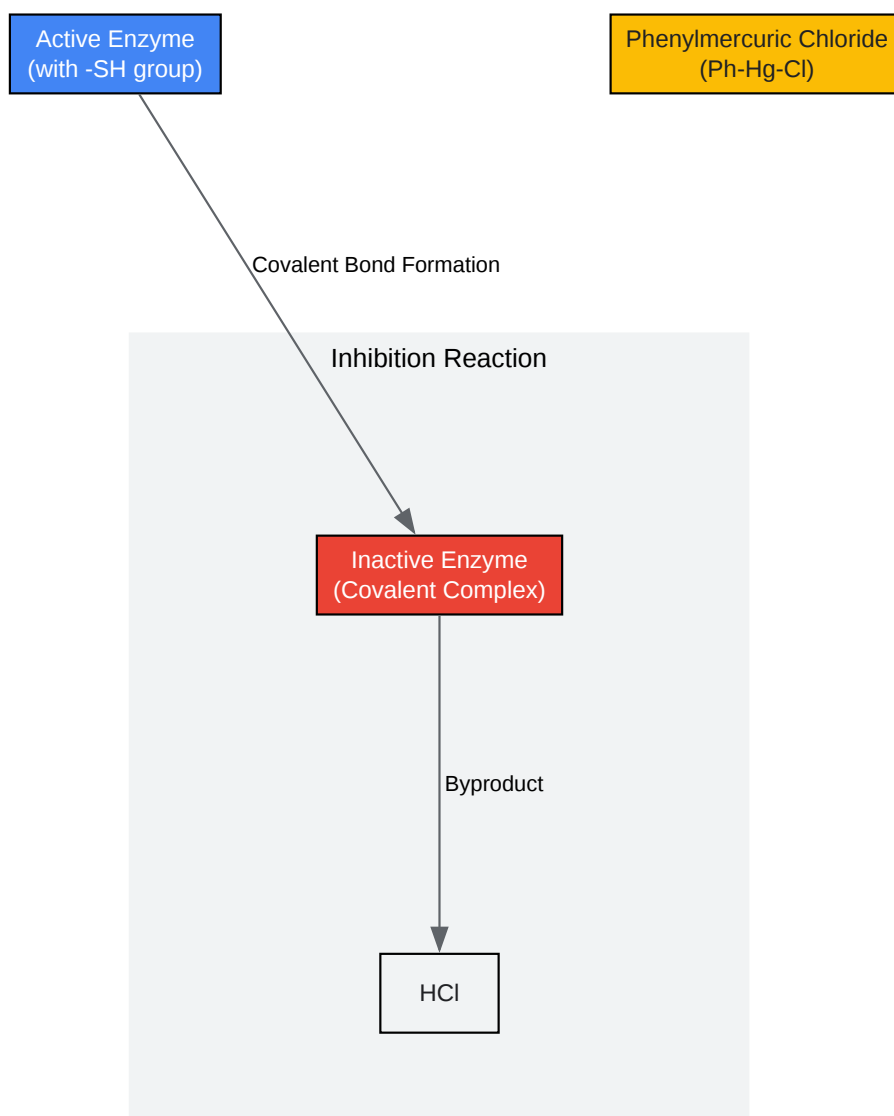 Active Enzyme
(with -SH group)
Phenylmercuric Chloride
(Ph-Hg-Cl)
Covalent Bond Formation
Inhibition Reaction
Inactive Enzyme
(Covalent Complex)
Byproduct
HCl